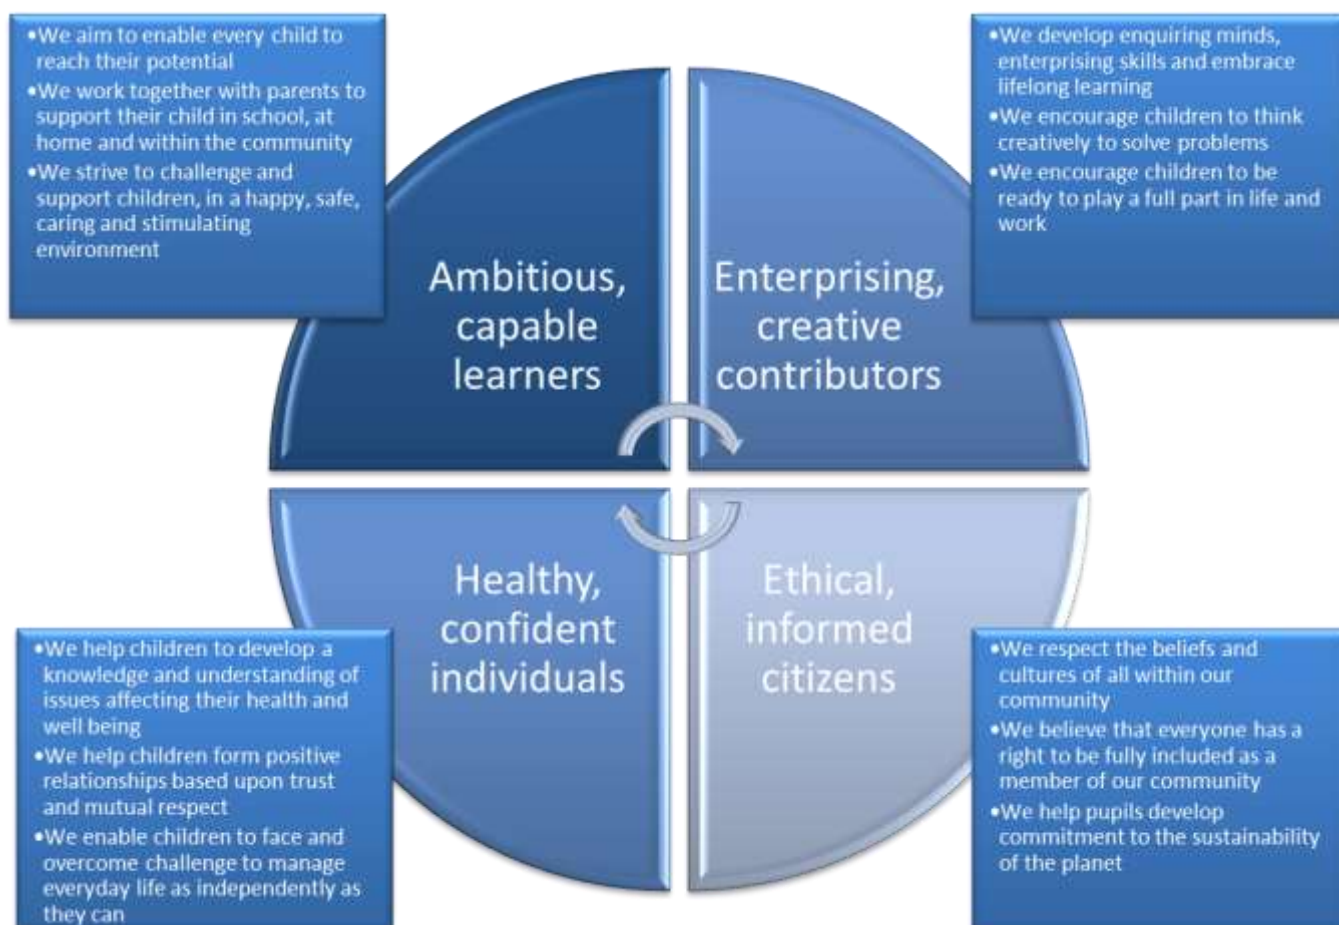 •We aim to enable every child to
reach their potential
•We work together with parents to
support their child in school, at
home and within the community
•We strive to challenge and
support children, in a happy, safe,
caring and stimulating
environment
•We develop enquiring minds,
enterprising skills and embrace
lifelong learning
•We encourage children to think
creatively to solve problems
•We encourage children to be
ready to play a full part in life and
work
Ambitious,
capable
learners
Enterprising,
creative
contributors
Healthy,
confident
individuals
Ethical,
informed
citizens
•We help children to develop a
knowledge and understanding of
issues affecting their health and
well being
•We help children form positive
relationships based upon trust
and mutual respect
•We enable children to face and
overcome challenge to manage
everyday life as independently as
they can
•We respect the beliefs and
cultures of all within our
community
•We believe that everyone has a
right to be fully included as a
member of our community
•We help pupils develop
commitment to the sustainability
of the planet